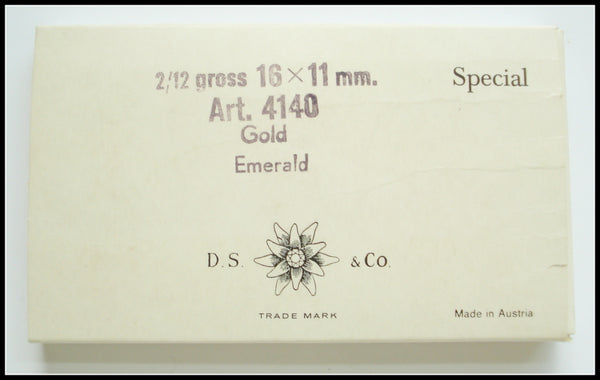 2/12 gross 16×11 mm.
Special
Art. 4140
Gold
Emerald
D. S. & Co.
TRADE MARK
Made in Austria